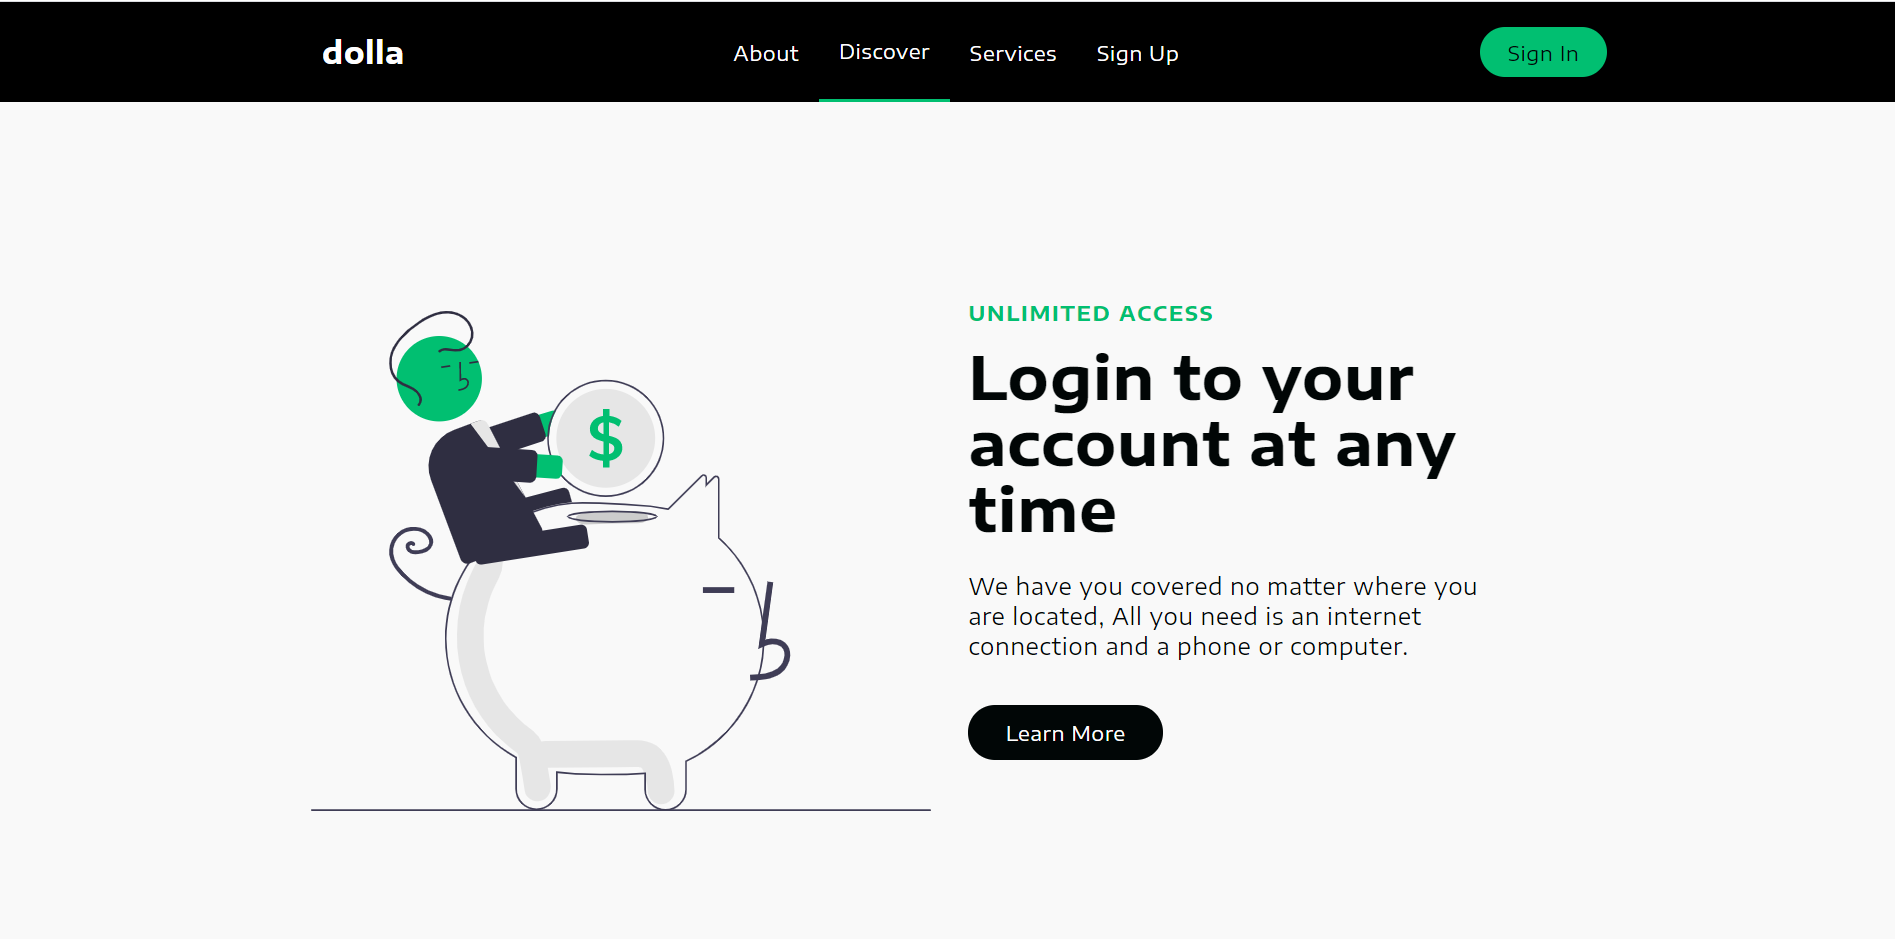 dolla
About Discover Services Sign Up
Sign In
$
UNLIMITED ACCESS
Login to your
account at any
time
We have you covered no matter where you
are located, All you need is an internet
connection and a phone or computer.
Learn More